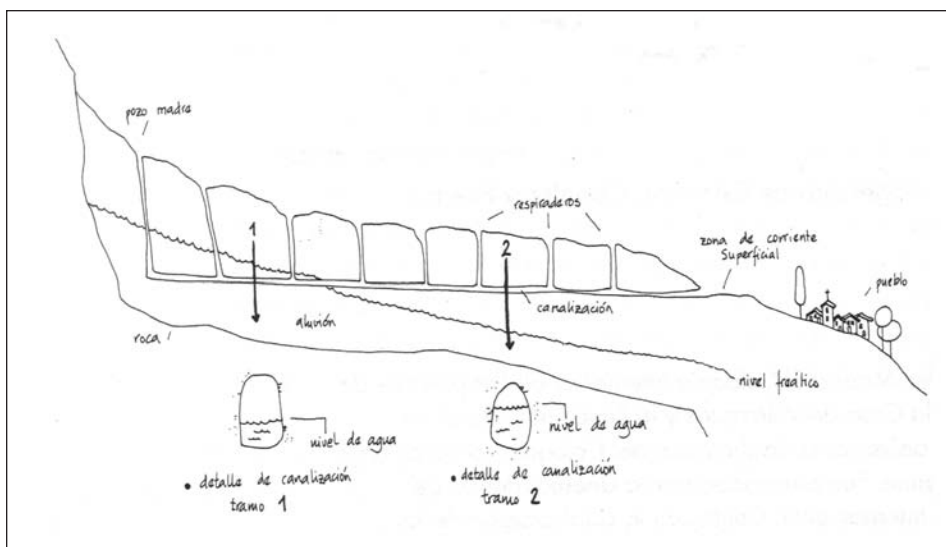 pozo madre
1
respiraderos
2
zona de corriente
superficial
pueblo
canalización
aluvión
roca
nivel freático
nivel de agua
nivel de agua
• detalle de canalización
tramo 1
• detalle de canalización
tramo 2